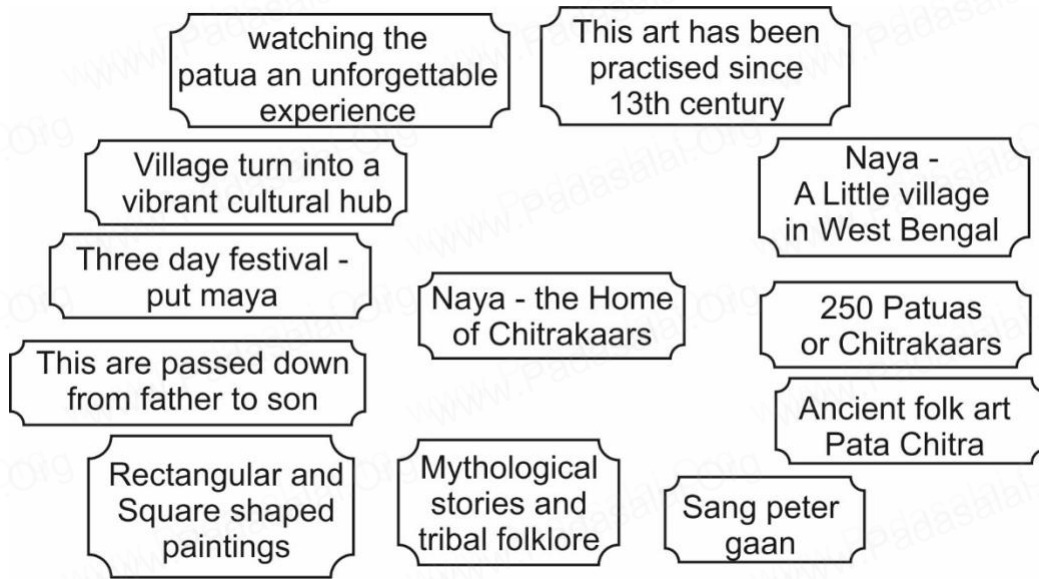 watching the
patua an unforgettable
experience
This art has been
practised since
13th century
Village turn into a
vibrant cultural hub
Naya -
A Little village
in West Bengal
Three day festival -
put maya
Naya - the Home
of Chitrakaars
250 Patuas
or Chitrakaars
This are passed down
from father to son
Ancient folk art
Pata Chitra
Rectangular and
Square shaped
paintings
Mythological
stories and
tribal folklore
Sang peter
gaan